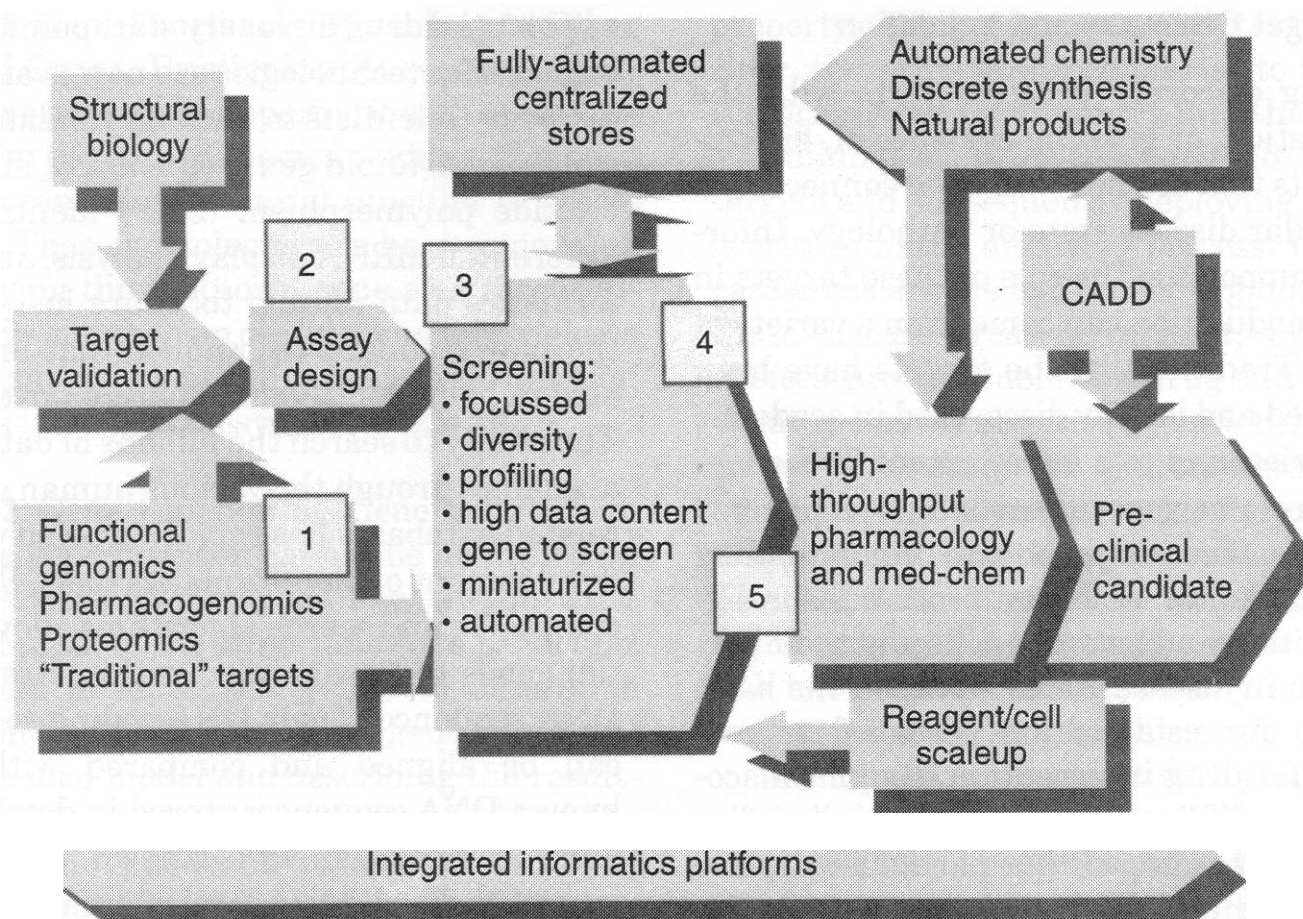 Structural
biology
Fully-automated
centralized
stores
Automated chemistry
Discrete synthesis
Natural products
2
3
4
CADD
Target
validation
Assay
design
Screening:
• focussed
• diversity
• profiling
• high data content
• gene to screen
• miniaturized
• automated
1
Functional
genomics
Pharmacogenomics
Proteomics
“Traditional” targets
5
High-
throughput
pharmacology
and med-chem
Pre-
clinical
candidate
Reagent/cell
scaleup
Integrated informatics platforms